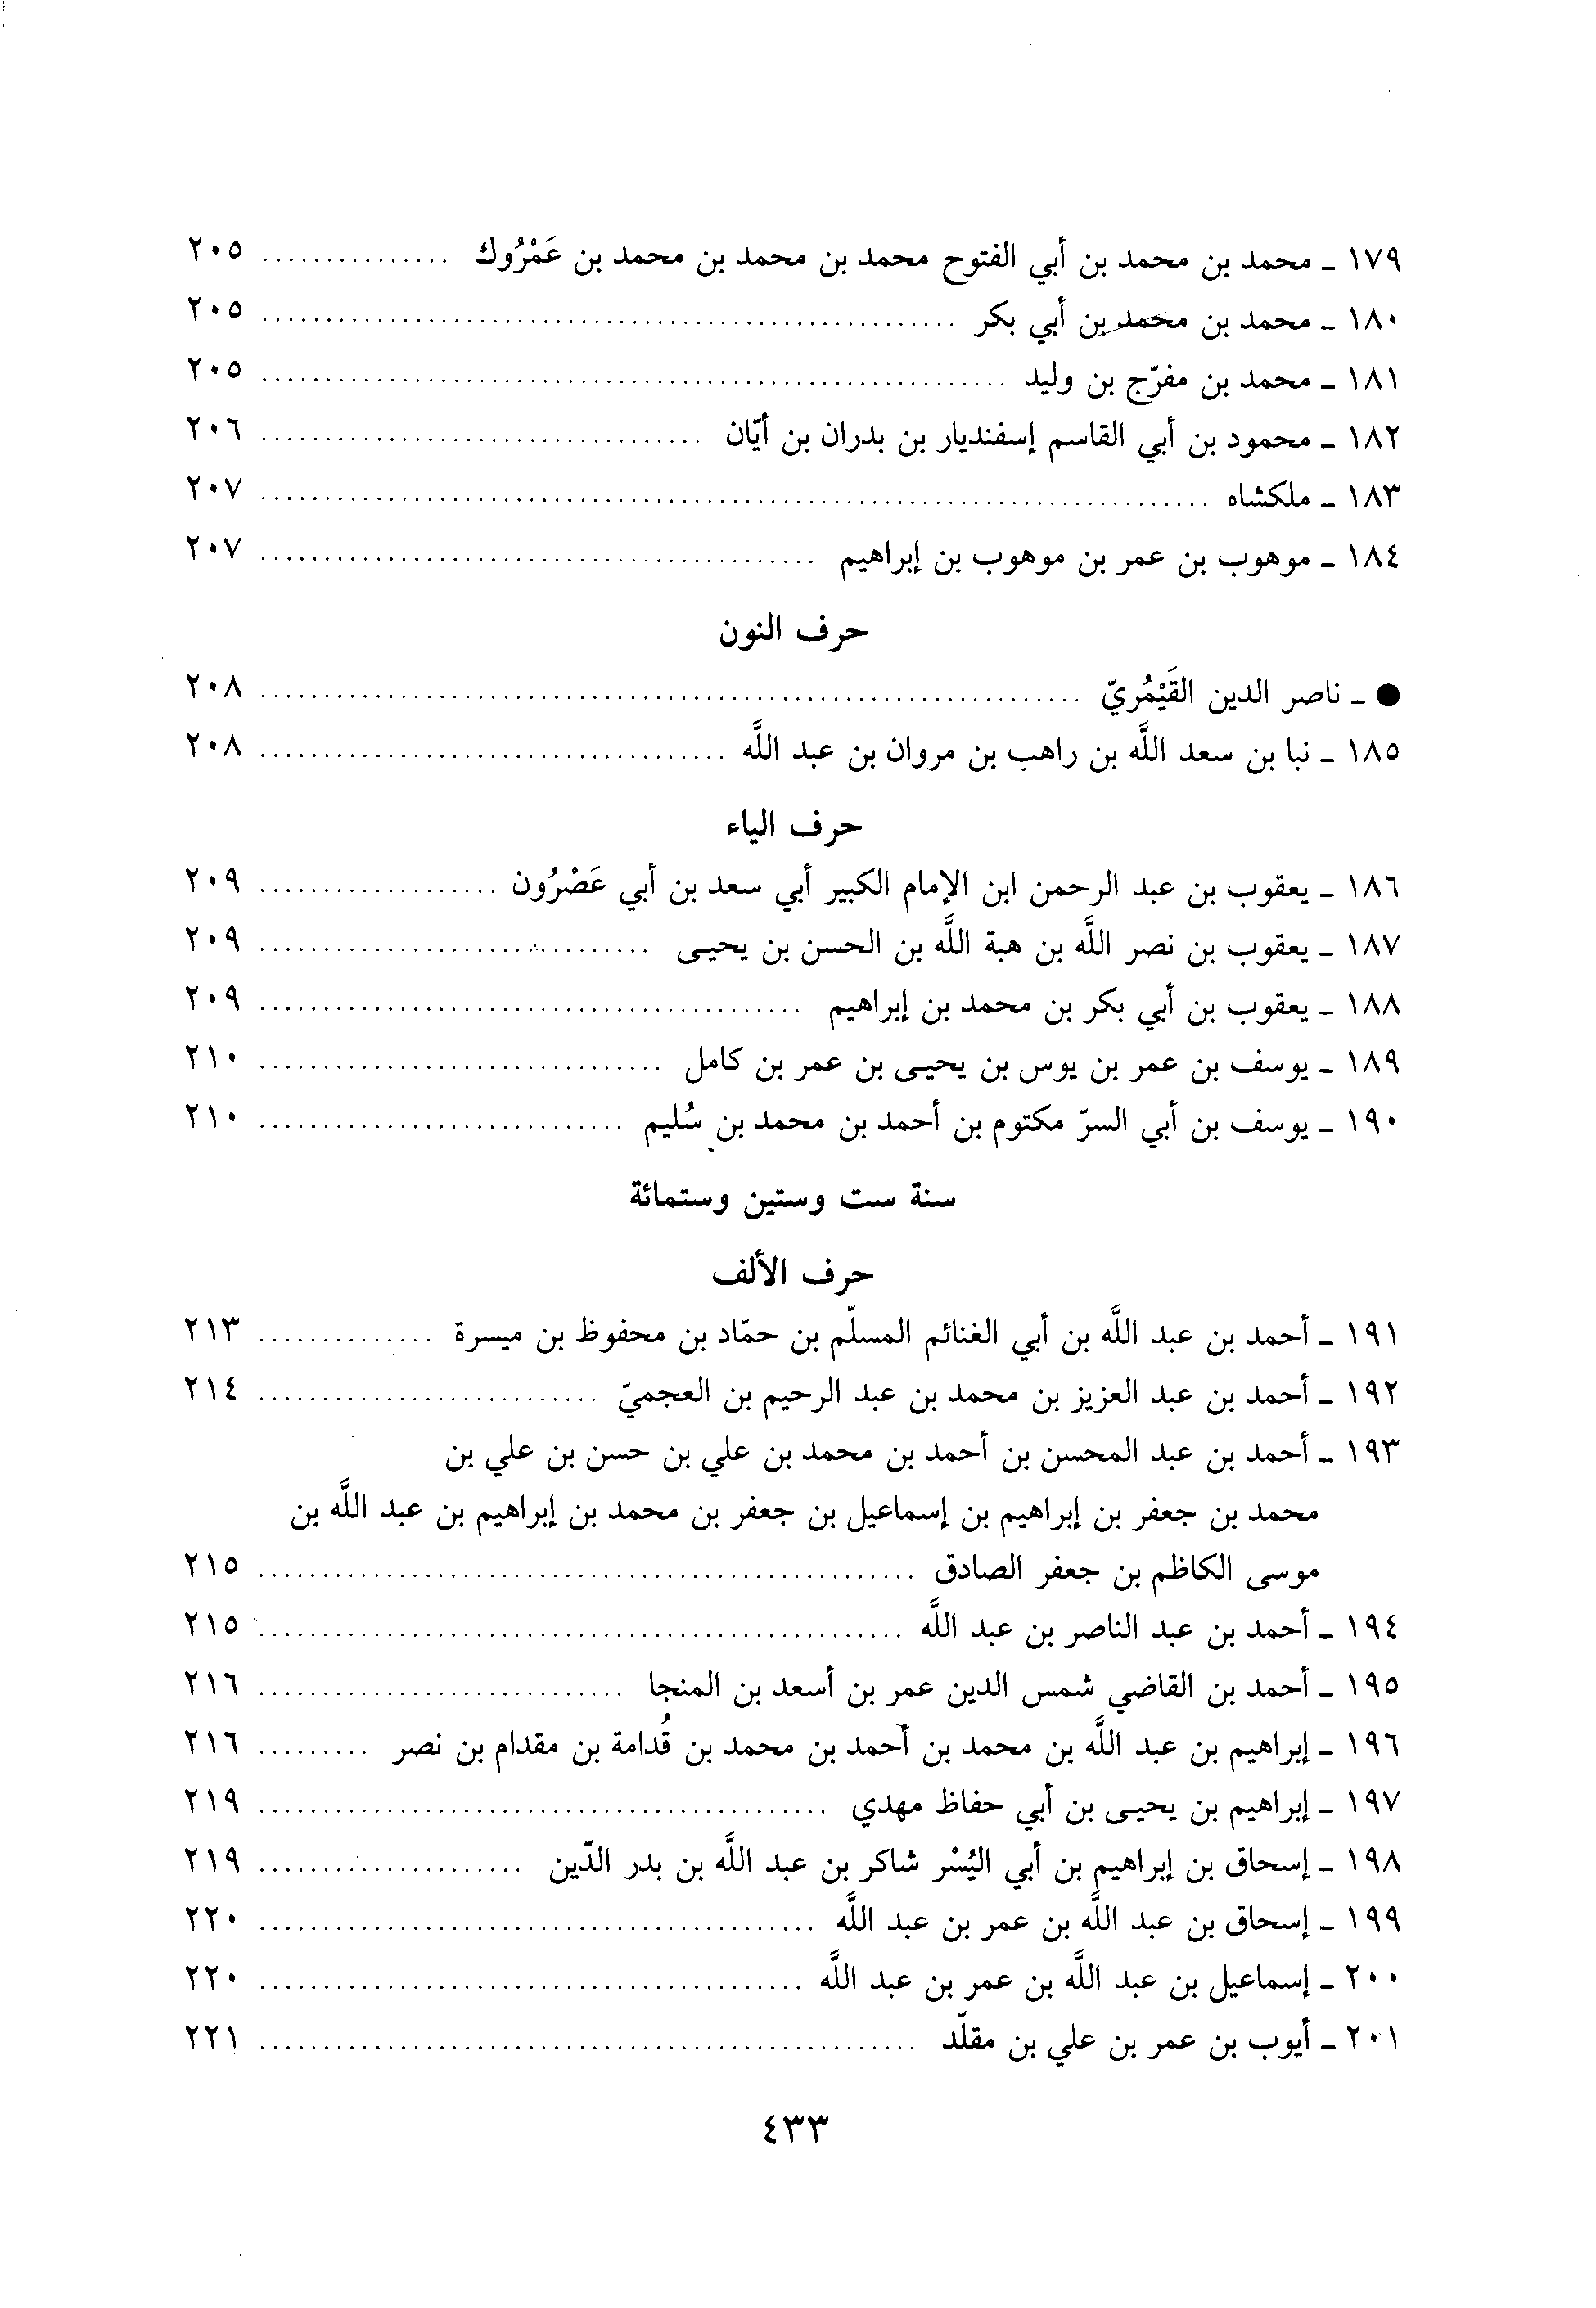 ١٧٩ ـ محمد بن محمد بن أبي الفتوح محمد بن محمد بن محمد بن عَمْرُوك ............... ٢٠٥
١٨٠ ـ محمد بن محمد بن أبي بكر ............... ٢٠٥
١٨١ ـ محمد بن مفرّج بن وليد ............... ٢٠٥
١٨٢ ـ محمود بن أبي القاسم إسفنديار بن بدران بن أيّان ............... ٢٠٦
١٨٣ ـ ملكشاه ............... ٢٠٧
١٨٤ ـ موهوب بن عمر بن موهوب بن إبراهيم ............... ٢٠٧
حرف النون
● ـ ناصر الدين القَيْمُريّ ............... ٢٠٨
١٨٥ ـ نبا بن سعد اللَّه بن راهب بن مروان بن عبد اللَّه ............... ٢٠٨
حرف الياء
١٨٦ ـ يعقوب بن عبد الرحمن ابن الإمام الكبير أبي سعد بن أبي عَصْرُون ............... ٢٠٩
١٨٧ ـ يعقوب بن نصر اللَّه بن هبة اللَّه بن الحسن بن يحيـى ............... ٢٠٩
١٨٨ ـ يعقوب بن أبي بكر بن محمد بن إبراهيم ............... ٢٠٩
١٨٩ ـ يوسف بن عمر بن يوس بن يحيـى بن عمر بن كامل ............... ٢١٠
١٩٠ ـ يوسف بن أبي السرّ مكتوم بن أحمد بن محمد بن سُليم ............... ٢١٠
سنة ست وستين وستمائة
حرف الألف
١٩١ ـ أحمد بن عبد اللَّه بن أبي الغنائم المسلّم بن حمّاد بن محفوظ بن ميسرة ............... ٢١٣
١٩٢ ـ أحمد بن عبد العزيز بن محمد بن عبد الرحيم بن العجميّ ............... ٢١٤
١٩٣ ـ أحمد بن عبد المحسن بن أحمد بن محمد بن علي بن حسن بن علي بن
محمد بن جعفر بن إبراهيم بن إسماعيل بن جعفر بن محمد بن إبراهيم بن عبد اللَّه بن
موسى الكاظم بن جعفر الصادق ............... ٢١٥
١٩٤ ـ أحمد بن عبد الناصر بن عبد اللَّه ............... ٢١٥
١٩٥ ـ أحمد بن القاضي شمس الدين عمر بن أسعد بن المنجا ............... ٢١٦
١٩٦ ـ إبراهيم بن عبد اللَّه بن محمد بن أحمد بن محمد بن قُدامة بن مقدام بن نصر ......... ٢١٦
١٩٧ ـ إبراهيم بن يحيـى بن أبي حفاظ مهدي ............... ٢١٩
١٩٨ ـ إسحاق بن إبراهيم بن أبي اليُسْر شاكر بن عبد اللَّه بن بدر الدّين ............... ٢١٩
١٩٩ ـ إسحاق بن عبد اللَّه بن عمر بن عبد اللَّه ............... ٢٢٠
٢٠٠ ـ إسماعيل بن عبد اللَّه بن عمر بن عبد اللَّه ............... ٢٢٠
٢٠١ ـ أيوب بن عمر بن علي بن مقلّد ............... ٢٢١
٤٣٣